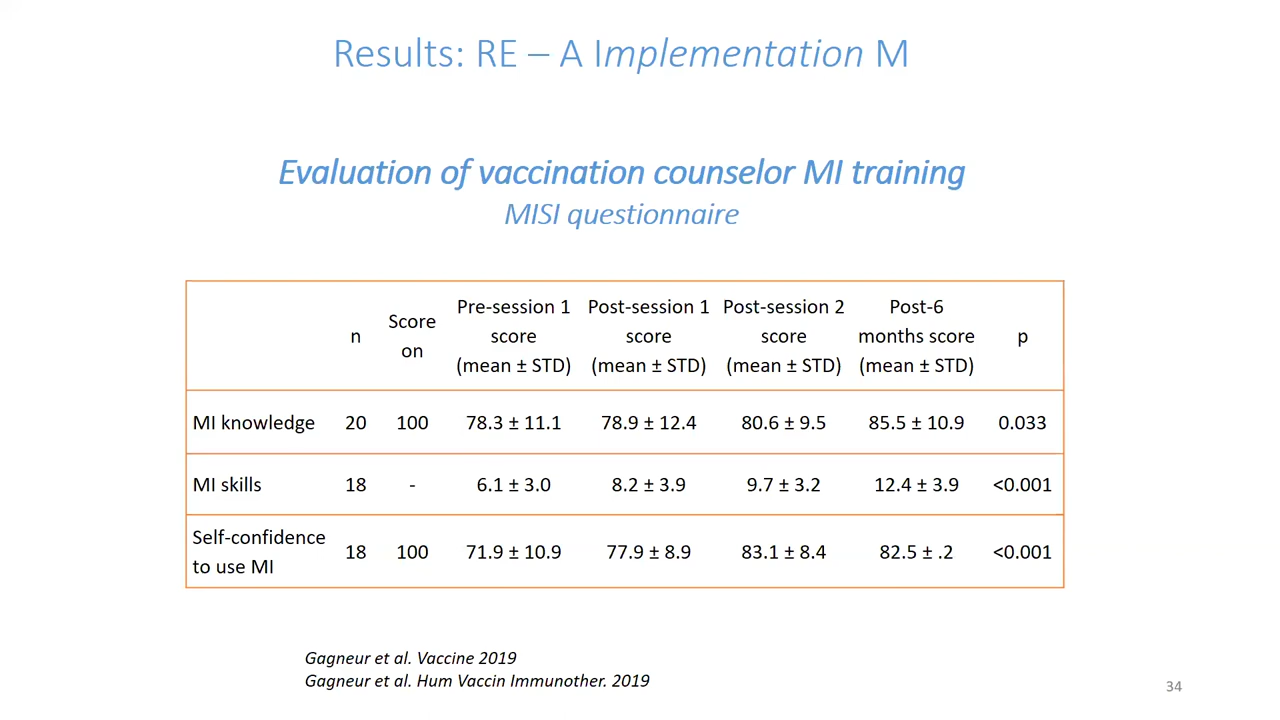 Results: RE – A Implementation M
Evaluation of vaccination counselor MI training
MISI questionnaire
n
Score on
Pre-session 1 score (mean ± STD)
Post-session 1 score (mean ± STD)
Post-session 2 score (mean ± STD)
Post-6 months score (mean ± STD)
p
MI knowledge 20 100 78.3 ± 11.1 78.9 ± 12.4 80.6 ± 9.5 85.5 ± 10.9 0.033
MI skills 18 - 6.1 ± 3.0 8.2 ± 3.9 9.7 ± 3.2 12.4 ± 3.9 <0.001
Self-confidence to use MI 18 100 71.9 ± 10.9 77.9 ± 8.9 83.1 ± 8.4 82.5 ± .2 <0.001
Gagneur et al. Vaccine 2019
Gagneur et al. Hum Vaccin Immunother. 2019
34